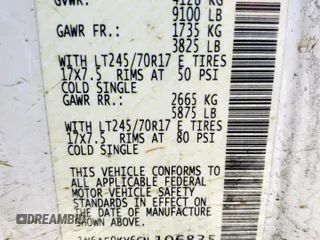 GVWR: 4128 KG
9100 LB
GAWR FR.: 1735 KG
3825 LB
WITH LT245/70R17 E TIRES
17X7.5 RIMS AT 50 PSI
COLD SINGLE
GAWR RR.: 2665 KG
5875 LB
WITH LT245/70R17 E TIRES
17X7.5 RIMS AT 80 PSI
COLD SINGLE
THIS VEHICLE CONFORMS TO
ALL APPLICABLE FEDERAL
MOTOR VEHICLE SAFETY
STANDARDS IN EFFECT ON
THE DATE OF MANUFACTURE
SHOWN ABOVE.
DREAMBID